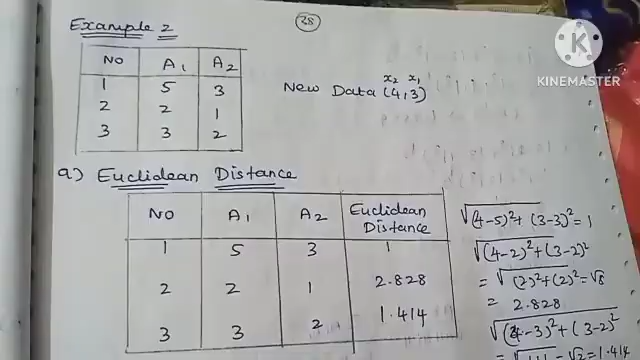 38
Example 2
NO A1 A2
1 5 3
2 2 1
3 3 2
x2 x1
New Data (4,3)
KINEMASTER
a) Euclidean Distance
NO A1 A2 Euclidean Distance
1 5 3 1
2 2 1 2.828
3 3 2 1.414
√(4-5)²+(3-3)² = 1
√(4-2)²+(3-2)²
= √(2)²+(2)² = √8
= 2.828
√(4-3)²+(3-2)²
= √1+1 = √2 = 1.414